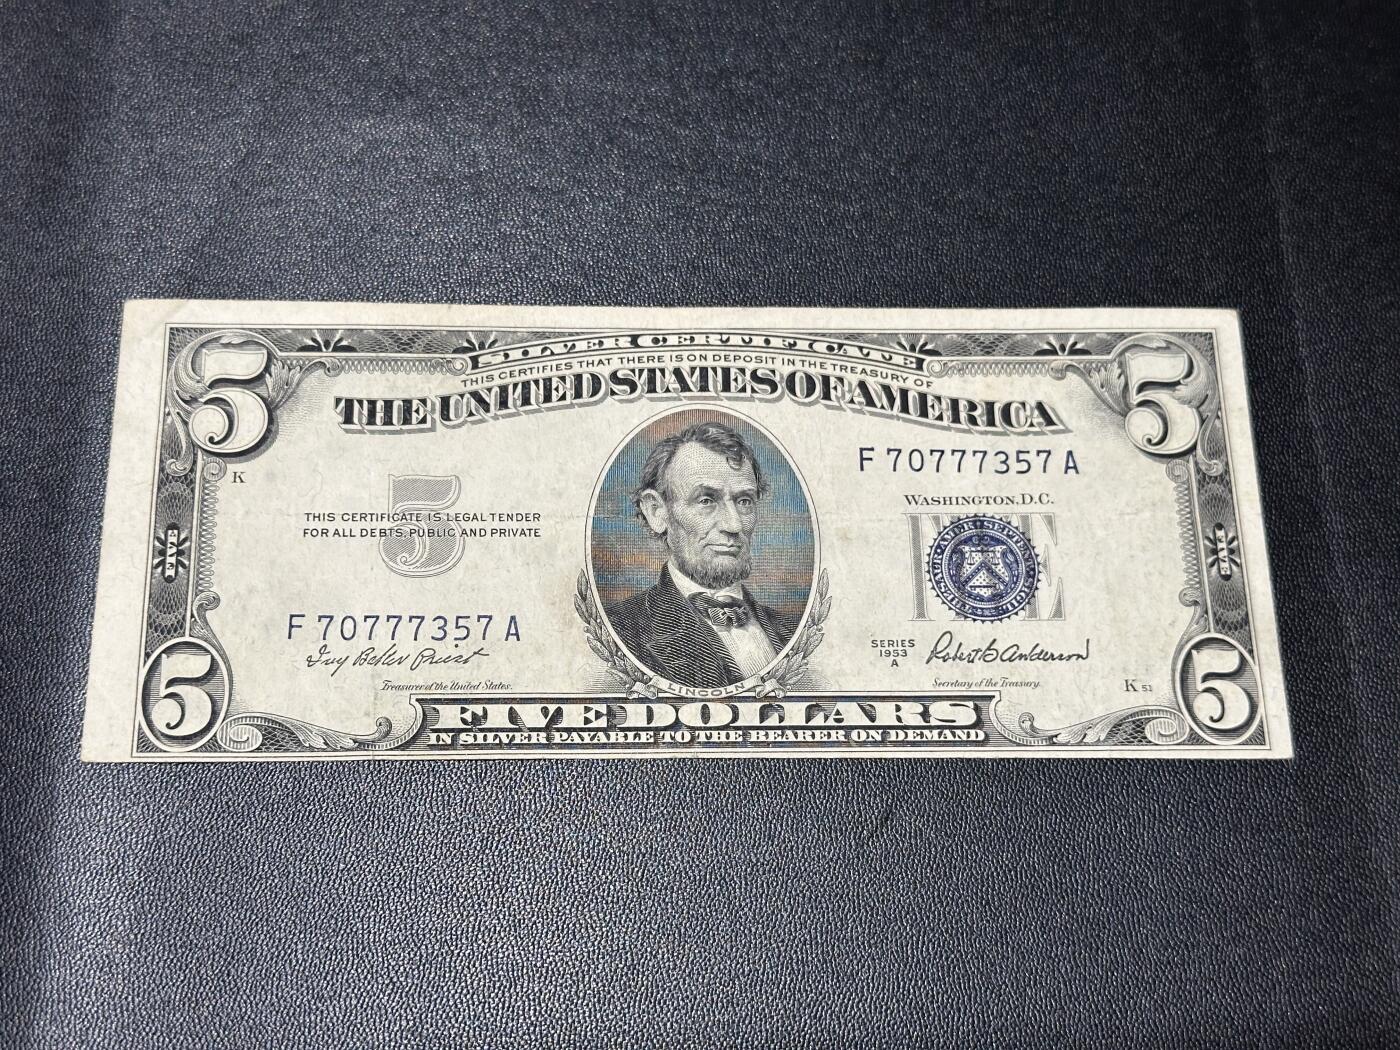 SILVER CERTIFICATE
THIS CERTIFIES THAT THERE IS ON DEPOSIT IN THE TREASURY OF
THE UNITED STATES OF AMERICA
5
5
K
F 70777357 A
WASHINGTON, D.C.
5
THIS CERTIFICATE IS LEGAL TENDER
FOR ALL DEBTS, PUBLIC AND PRIVATE
FIVE
FIVE
FIVE
F 70777357 A
Ivy Baker Priest
Treasurer of the United States.
SERIES
1953
A
Robert B Anderson
Secretary of the Treasury.
K 51
LINCOLN
5
5
FIVE DOLLARS
IN SILVER PAYABLE TO THE BEARER ON DEMAND